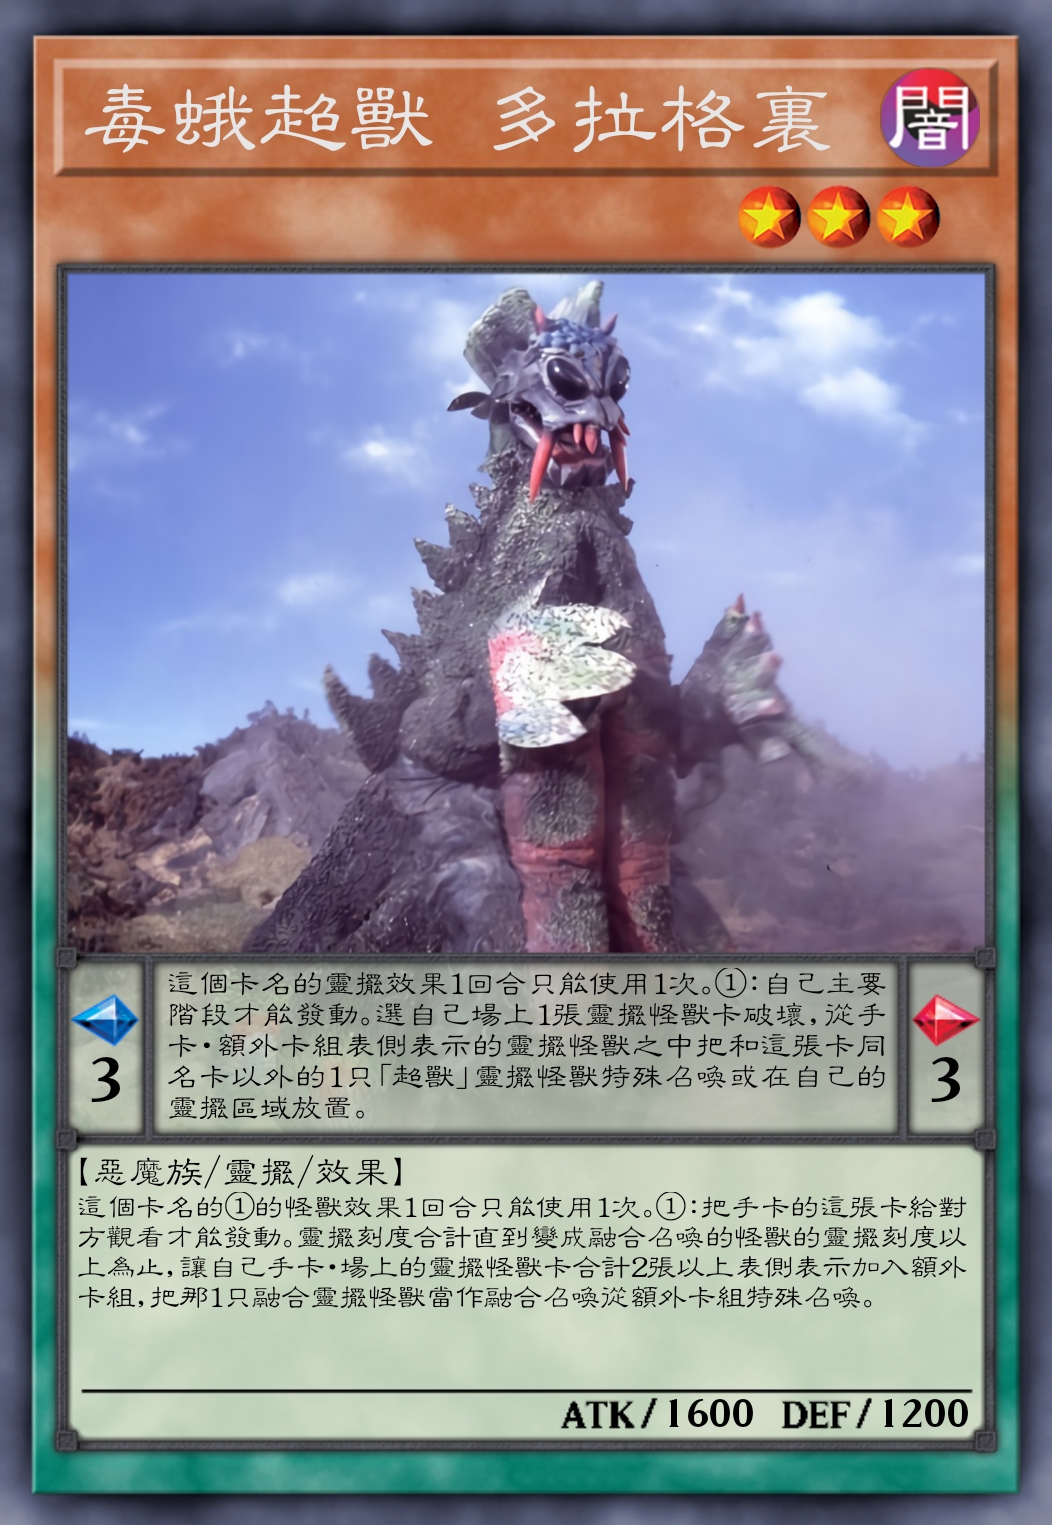 毒蛾超獸 多拉格裏
闇
3
這個卡名的靈擺效果1回合只能使用1次。①：自己主要
階段才能發動。選自己場上1張靈擺怪獸卡破壞，從手
卡・額外卡組表側表示的靈擺怪獸之中把和這張卡同
名卡以外的1只「超獸」靈擺怪獸特殊召喚或在自己的
靈擺區域放置。
3
【惡魔族/靈擺/效果】
這個卡名的①的怪獸效果1回合只能使用1次。①：把手卡的這張卡給對
方觀看才能發動。靈擺刻度合計直到變成融合召喚的怪獸的靈擺刻度以
上為止，讓自己手卡・場上的靈擺怪獸卡合計2張以上表側表示加入額外
卡組，把那1只融合靈擺怪獸當作融合召喚從額外卡組特殊召喚。
ATK/1600 DEF/1200